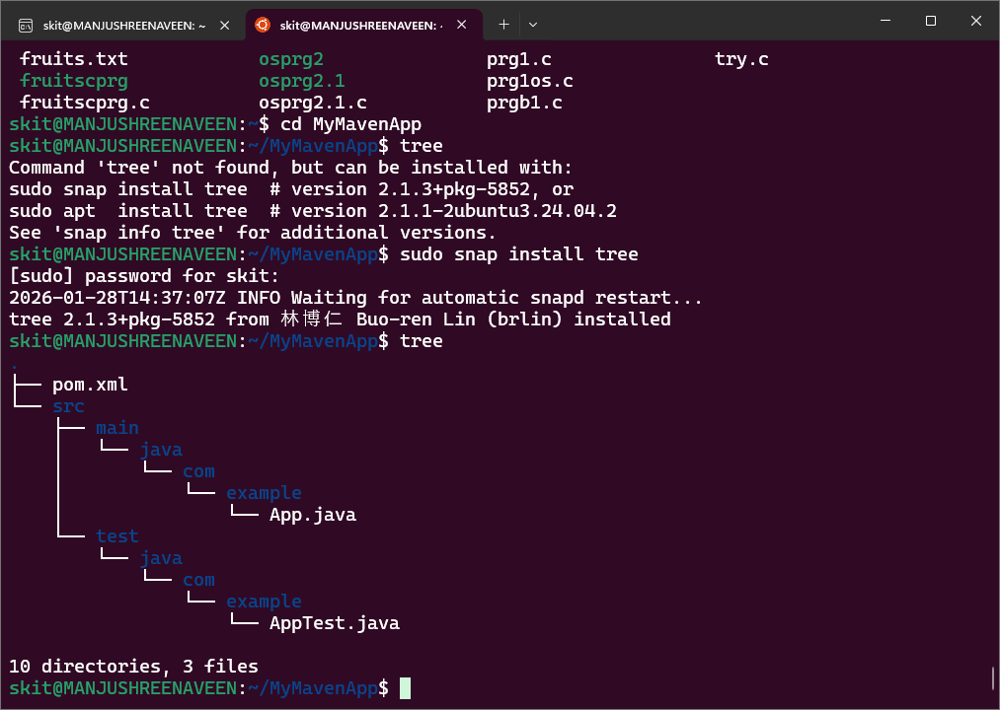 skit@MANJUSHREENAVEEN: ~
skit@MANJUSHREENAVEEN:
fruits.txt osprg2 prg1.c try.c
fruitscprg osprg2.1 prg1os.c
fruitscprg.c osprg2.1.c prgb1.c
skit@MANJUSHREENAVEEN:~$ cd MyMavenApp
skit@MANJUSHREENAVEEN:~/MyMavenApp$ tree
Command 'tree' not found, but can be installed with:
sudo snap install tree  # version 2.1.3+pkg-5852, or
sudo apt  install tree  # version 2.1.1-2ubuntu3.24.04.2
See 'snap info tree' for additional versions.
skit@MANJUSHREENAVEEN:~/MyMavenApp$ sudo snap install tree
[sudo] password for skit:
2026-01-28T14:37:07Z INFO Waiting for automatic snapd restart...
tree 2.1.3+pkg-5852 from 林博仁 Buo-ren Lin (brlin) installed
skit@MANJUSHREENAVEEN:~/MyMavenApp$ tree
.
├── pom.xml
└── src
    ├── main
    │   └── java
    │       └── com
    │           └── example
    │               └── App.java
    └── test
        └── java
            └── com
                └── example
                    └── AppTest.java
10 directories, 3 files
skit@MANJUSHREENAVEEN:~/MyMavenApp$